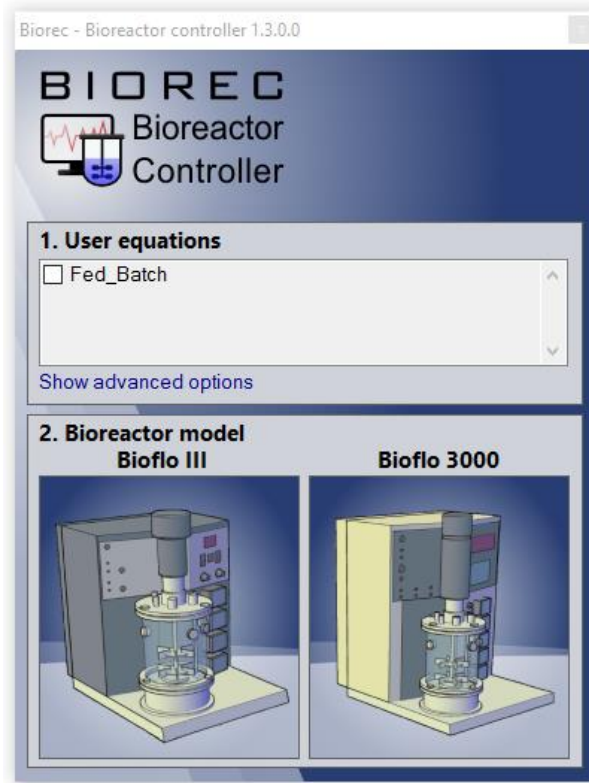 Biorec - Bioreactor controller 1.3.0.0
BIOREC
Bioreactor
Controller
1. User equations
Fed_Batch
Show advanced options
2. Bioreactor model
Bioflo III
Bioflo 3000